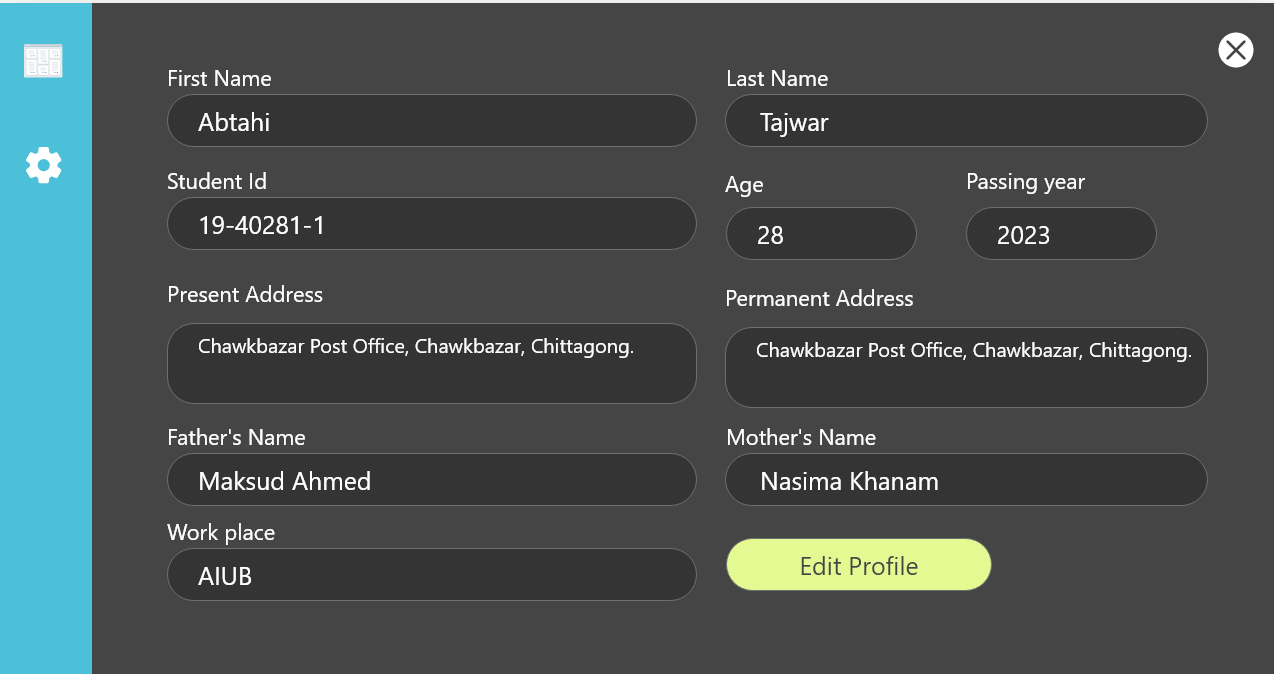 First Name
Last Name
Abtahi
Tajwar
Student Id
Age
Passing year
19-40281-1
28
2023
Present Address
Permanent Address
Chawkbazar Post Office, Chawkbazar, Chittagong.
Chawkbazar Post Office, Chawkbazar, Chittagong.
Father's Name
Mother's Name
Maksud Ahmed
Nasima Khanam
Work place
AIUB
Edit Profile